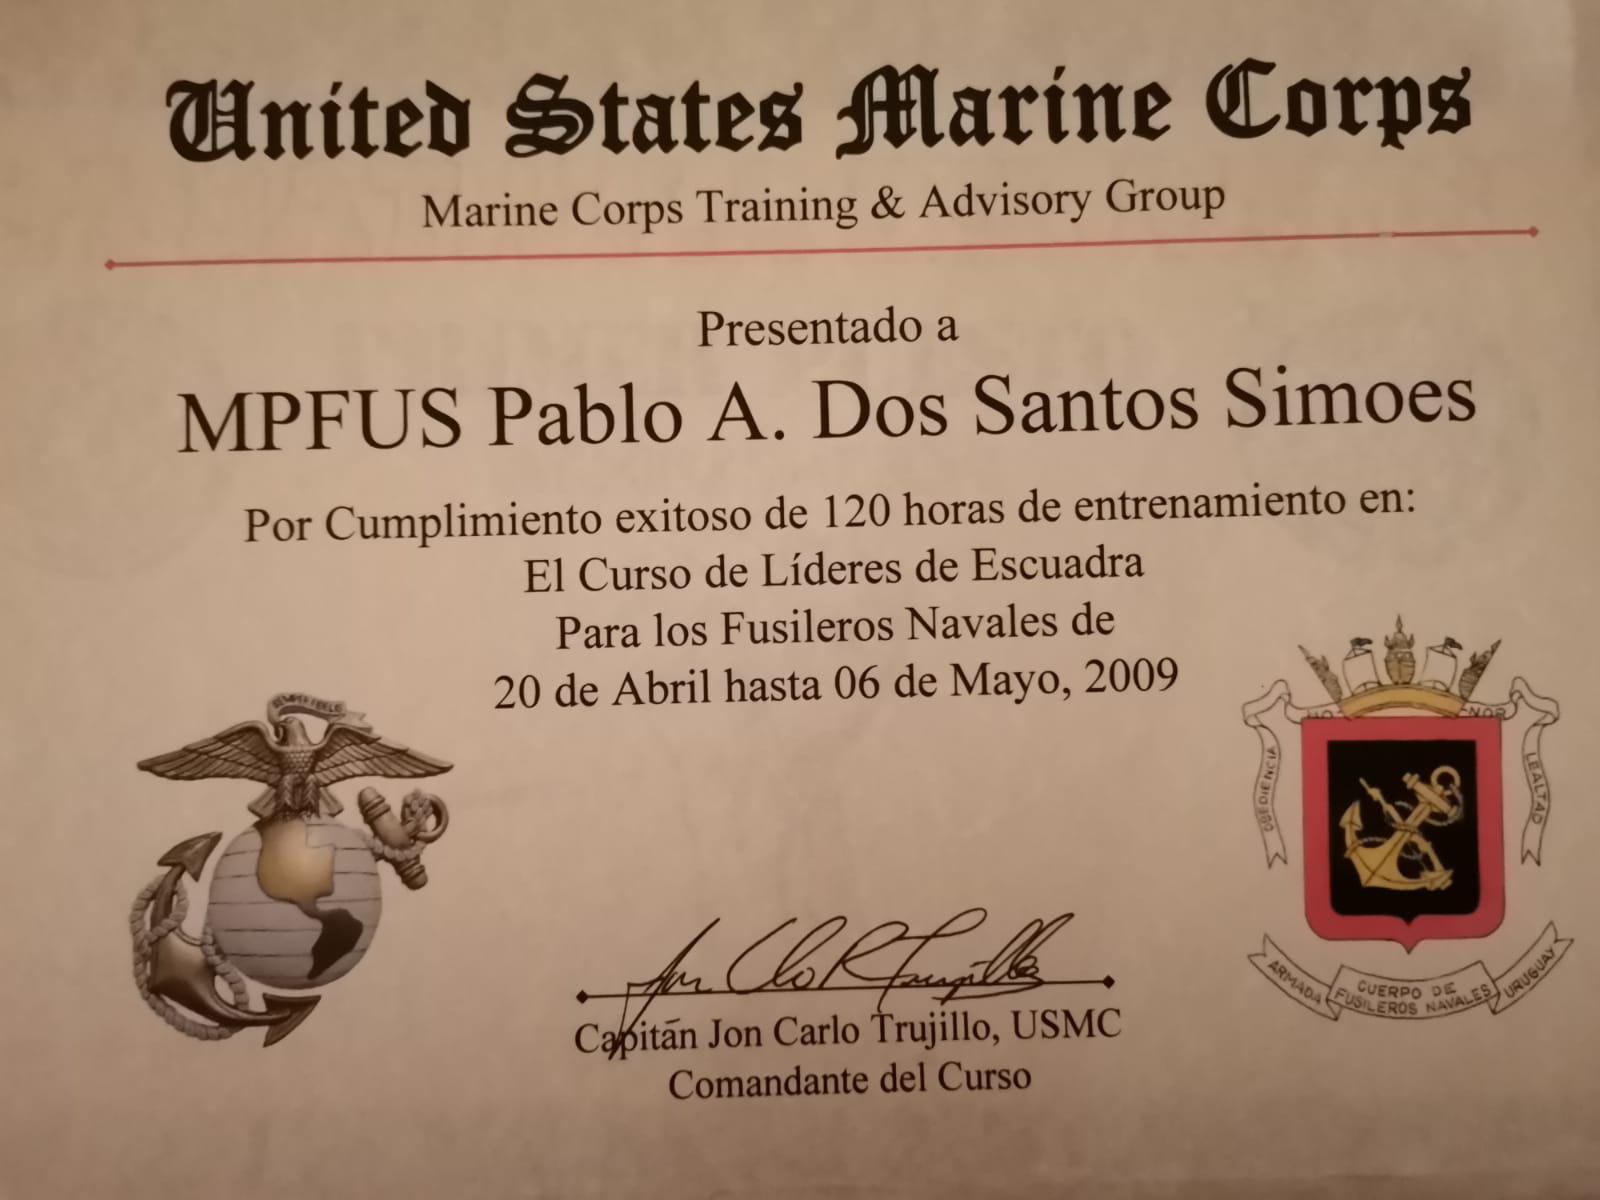 United States Marine Corps
Marine Corps Training & Advisory Group
Presentado a
MPFUS Pablo A. Dos Santos Simoes
Por Cumplimiento exitoso de 120 horas de entrenamiento en:
El Curso de Líderes de Escuadra
Para los Fusileros Navales de
20 de Abril hasta 06 de Mayo, 2009
SEMPER FIDELIS
HO NOR
OBEDIENCIA
LEALTAD
ARMADA
CUERPO DE
FUSILEROS NAVALES
URUGUAY
Jon Carlo R Trujillo
Capitán Jon Carlo Trujillo, USMC
Comandante del Curso